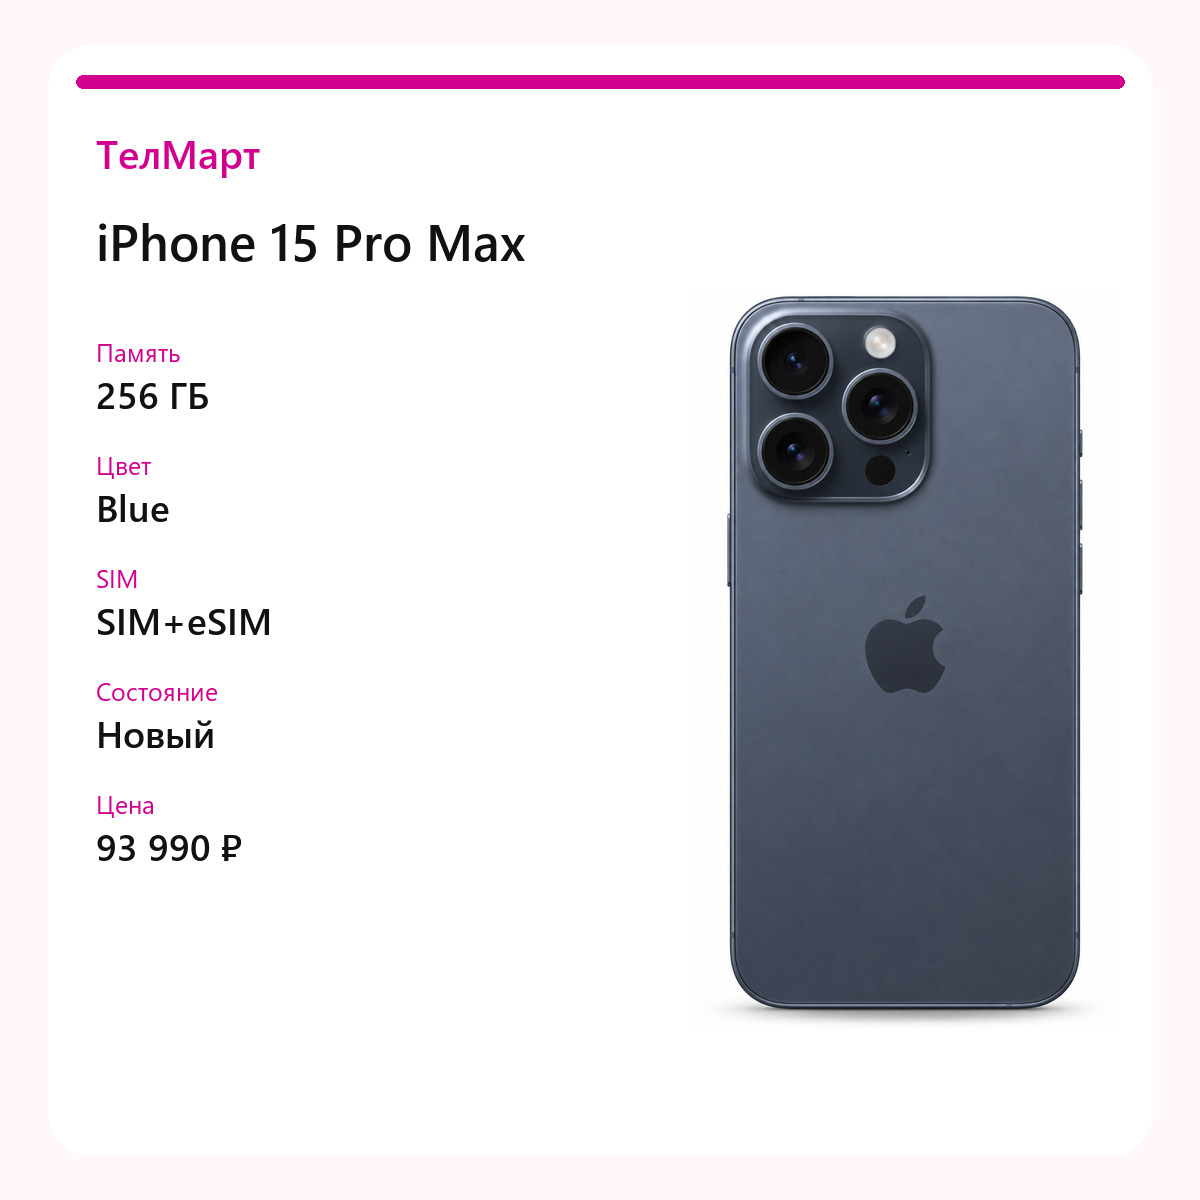 ТелМарт
iPhone 15 Pro Max
Память
256 ГБ
Цвет
Blue
SIM
SIM+eSIM
Состояние
Новый
Цена
93 990 ₽